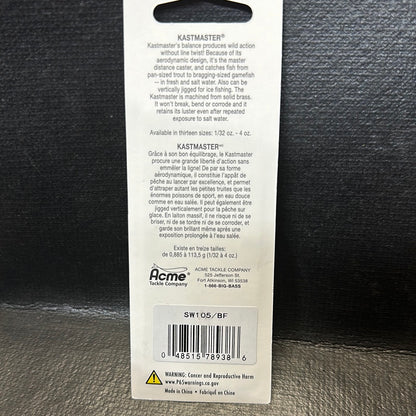 KASTMASTER®
Kastmaster's balance produces wild action
without line twist! Because of its
aerodynamic design, it's the master
distance caster, and catches fish from
pan-sized trout to bragging-sized gamefish
— in fresh and salt water. Also can be
vertically jigged for ice fishing. The
Kastmaster is machined from solid brass.
It won't break, bend or corrode and it
retains its luster even after repeated
exposure to salt water.
Available in thirteen sizes: 1/32 oz. - 4 oz.
KASTMASTER
Grâce à son bon équilibrage, le Kastmaster
procure une grande liberté d'action sans
emmêler la ligne! De par sa forme
aérodynamique, il constitue l'appât de
pêche au lancer par excellence, et permet
d'attraper autant les petites truites que les
énormes poissons de compétition, en eau
douce comme en eau salée. Il peut également être jiggé
verticalement pour la pêche sur
glace. En laiton massif, il ne risque ni de se
briser, ni de se tordre ni de se corroder, et
garde son brillant même après une
exposition prolongée à l'eau salée.
Existe en treize tailles:
de 0,885 à 113,5 g (1/32 à 4 oz.)
Acme
Tackle Company
ACME TACKLE COMPANY
525 Jefferson St.
Fort Atkinson, WI 53538
1-866-BIG-BASS
SW105/BF
0 48515 78938 6
WARNING: Cancer and Reproductive Harm
www.P65warnings.ca.gov
Made in China • Fabriqué en China